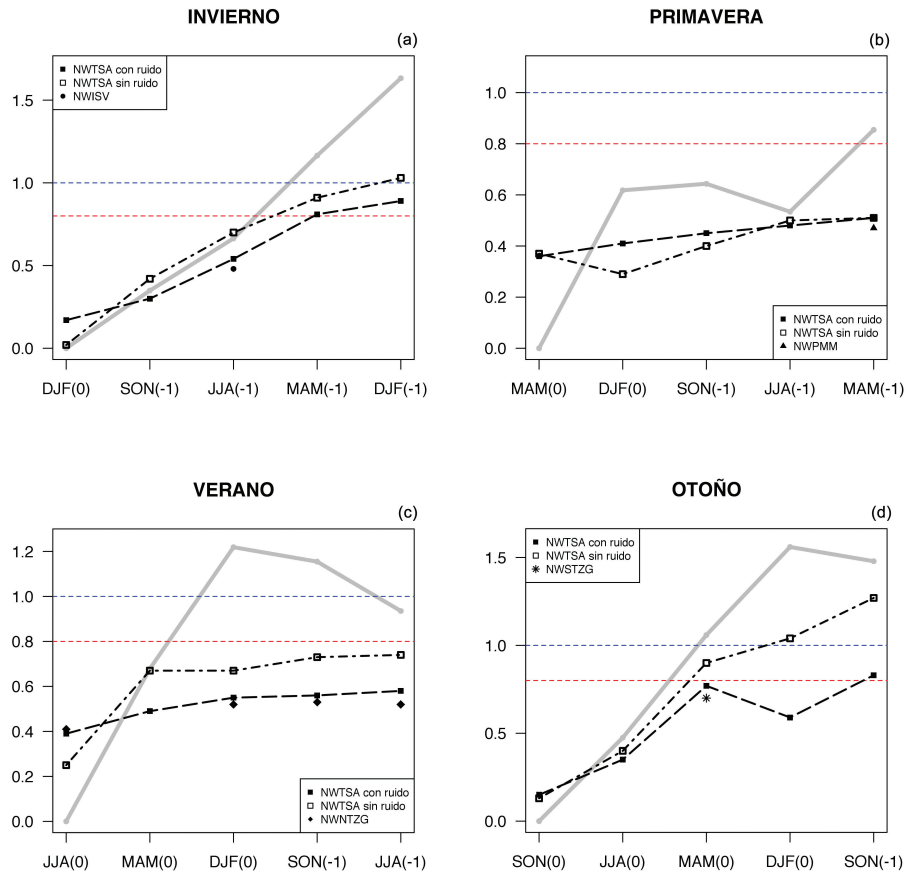 INVIERNO
(a)
NWTSA con ruido
NWTSA sin ruido
NWISV
1.5
1.0
0.5
0.0
DJF(0) SON(-1) JJA(-1) MAM(-1) DJF(-1)
PRIMAVERA
(b)
1.0
0.8
0.6
0.4
0.2
0.0
NWTSA con ruido
NWTSA sin ruido
NWPMM
MAM(0) DJF(0) SON(-1) JJA(-1) MAM(-1)
VERANO
(c)
1.2
1.0
0.8
0.6
0.4
0.2
0.0
NWTSA con ruido
NWTSA sin ruido
NWNTZG
JJA(0) MAM(0) DJF(0) SON(-1) JJA(-1)
OTOÑO
(d)
NWTSA con ruido
NWTSA sin ruido
NWSTZG
1.5
1.0
0.5
0.0
SON(0) JJA(0) MAM(0) DJF(0) SON(-1)